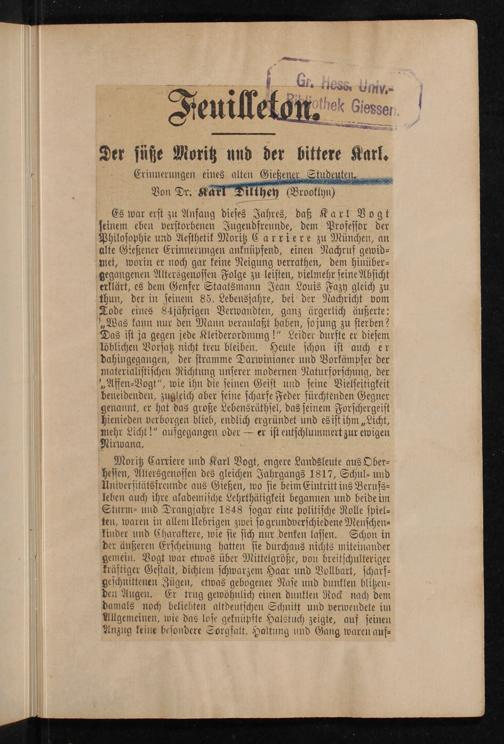 Gr. Hess. Univ.-
Bibliothek Giessen.
Feuilleton.
Der süße Moritz und der bittere Karl.
Erinnerungen eines alten Gießener Studenten.
Von Dr. Karl Dilthey (Brooklyn)
Es war erst zu Anfang dieses Jahres, daß Karl Vogt
seinem eben verstorbenen Jugendfreunde, dem Professor der
Philosophie und Aesthetik Moritz Carriere zu München, an
alte Gießener Erinnerungen anknüpfend, einen Nachruf gewid-
met, worin er noch gar keine Neigung verrathen, dem hinüber-
gegangenen Altersgenossen Folge zu leisten, vielmehr seine Absicht
erklärt, es dem Genfer Staatsmann Jean Louis Fazy gleich zu
thun, der in seinem 85. Lebensjahre, bei der Nachricht vom
Tode eines 84jährigen Verwandten, ganz ärgerlich äußerte:
„Was kann nur den Mann veranlaßt haben, so jung zu sterben?
Das ist ja gegen jede Kleiderordnung!" Leider durfte er diesem
löblichen Vorsatz nicht treu bleiben. Heute schon ist auch er
dahingegangen, der stramme Darwinianer und Vorkämpfer der
materialistischen Richtung unserer modernen Naturforschung, der
„Affen-Vogt", wie ihn die seinen Geist und seine Vielseitigkeit
beneidenden, zugleich aber seine scharfe Feder fürchtenden Gegner
genannt, er hat das große Lebensräthsel, das seinem Forschergeist
hienieden verborgen blieb, endlich ergründet und es ist ihm „Licht,
mehr Licht!" aufgegangen oder — er ist entschlummert zur ewigen
Nirwana.
Moritz Carriere und Karl Vogt, engere Landsleute aus Ober-
hessen, Altersgenossen des gleichen Jahrgangs 1817, Schul- und
Universitätsfreunde aus Gießen, wo sie beim Eintritt ins Berufs-
leben auch ihre akademische Lehrthätigkeit begannen und beide im
Sturm- und Drangjahre 1848 sogar eine politische Rolle spiel-
ten, waren in allem Uebrigen zwei so grundverschiedene Menschen-
kinder und Charaktere, wie sie sich nur denken lassen. Schon in
der äußeren Erscheinung hatten sie durchaus nichts miteinander
gemein. Vogt war etwas über Mittelgröße, von breitschulteriger
kräftiger Gestalt, dichtem schwarzem Haar und Vollbart, scharf-
geschnittenen Zügen, etwas gebogener Nase und dunklen blitzen-
den Augen. Er trug gewöhnlich einen dunklen Rock nach dem
damals noch beliebten altdeutschen Schnitt und verwendete im
Allgemeinen, wie das lose geknüpfte Halstuch zeigte, auf seinen
Anzug keine besondere Sorgfalt. Haltung und Gang waren auf-